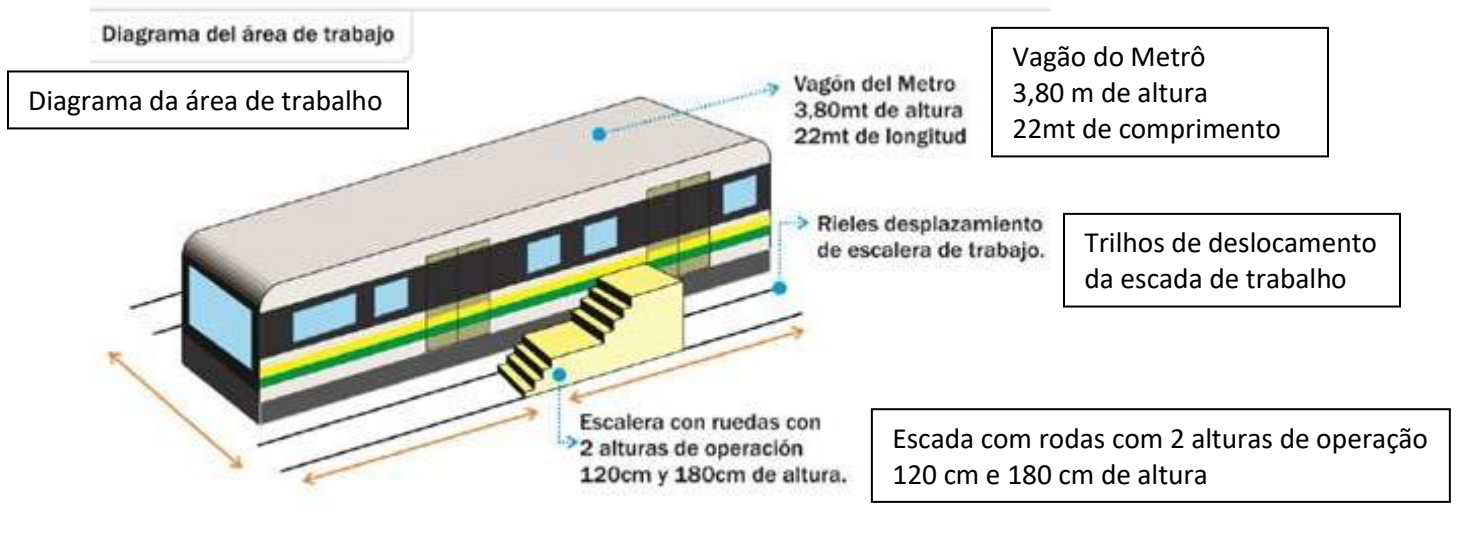 Diagrama del área de trabajo
Diagrama da área de trabalho
Vagón del Metro
3,80mt de altura
22mt de longitud
Vagão do Metrô
3,80 m de altura
22mt de comprimento
Rieles desplazamiento
de escalera de trabajo.
Trilhos de deslocamento
da escada de trabalho
Escalera con ruedas con
2 alturas de operación
120cm y 180cm de altura.
Escada com rodas com 2 alturas de operação
120 cm e 180 cm de altura